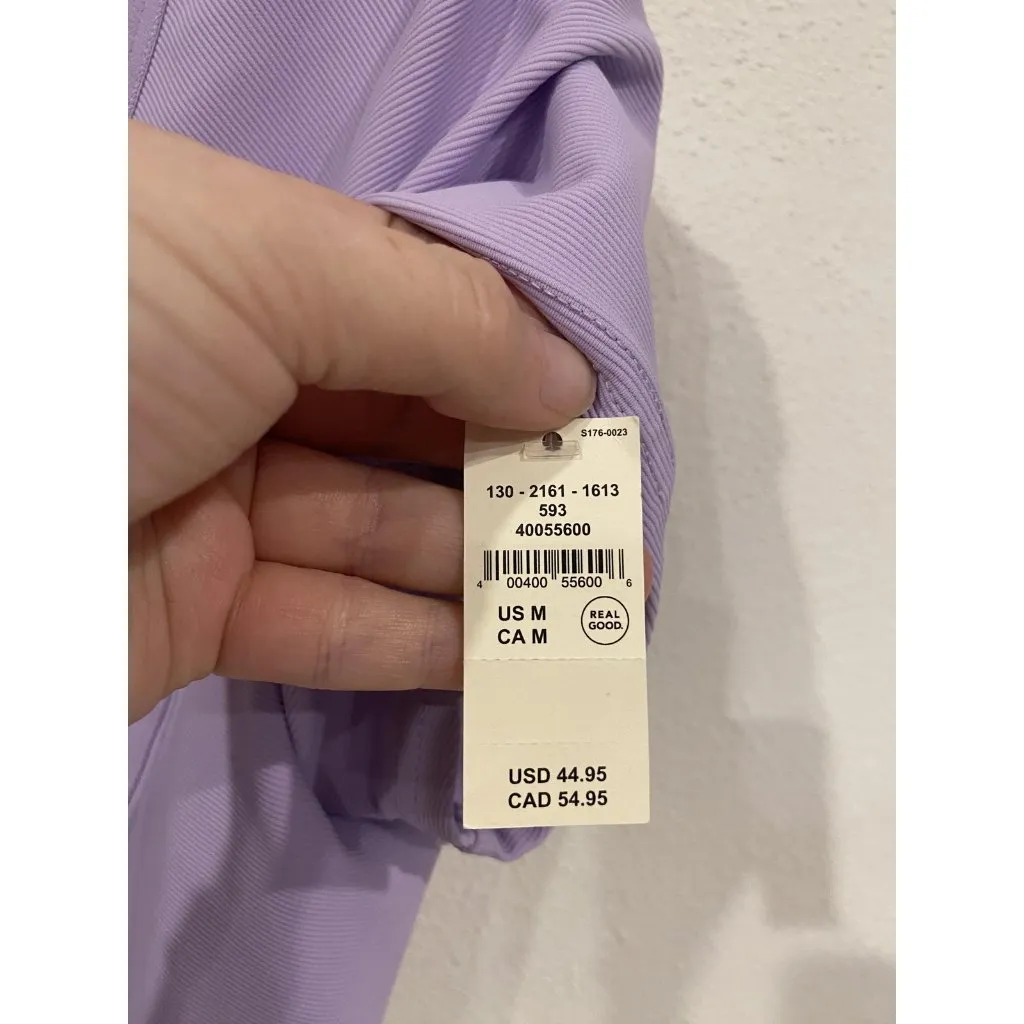 S176-0023
130 - 2161 - 1613
593
40055600
4 00400 55600 6
US M
CA M
REAL
GOOD.
USD 44.95
CAD 54.95